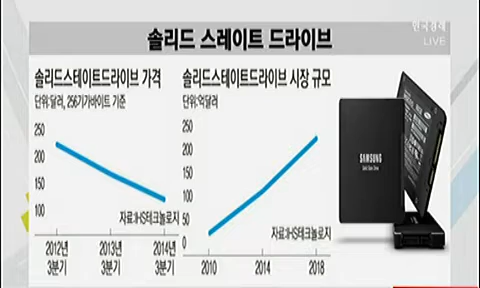 솔리드 스레이트 드라이브
한국경제
LIVE
솔리드스테이트드라이브 가격
단위:달러, 256기가바이트 기준
250
200
150
100
자료:IHS테크놀로지
2012년
3분기
2013년
3분기
2014년
3분기
솔리드스테이트드라이브 시장 규모
단위:억달러
250
200
150
100
50
0
자료:IHS테크놀로지
2010
2014
2018
SAMSUNG
Solid State Drive